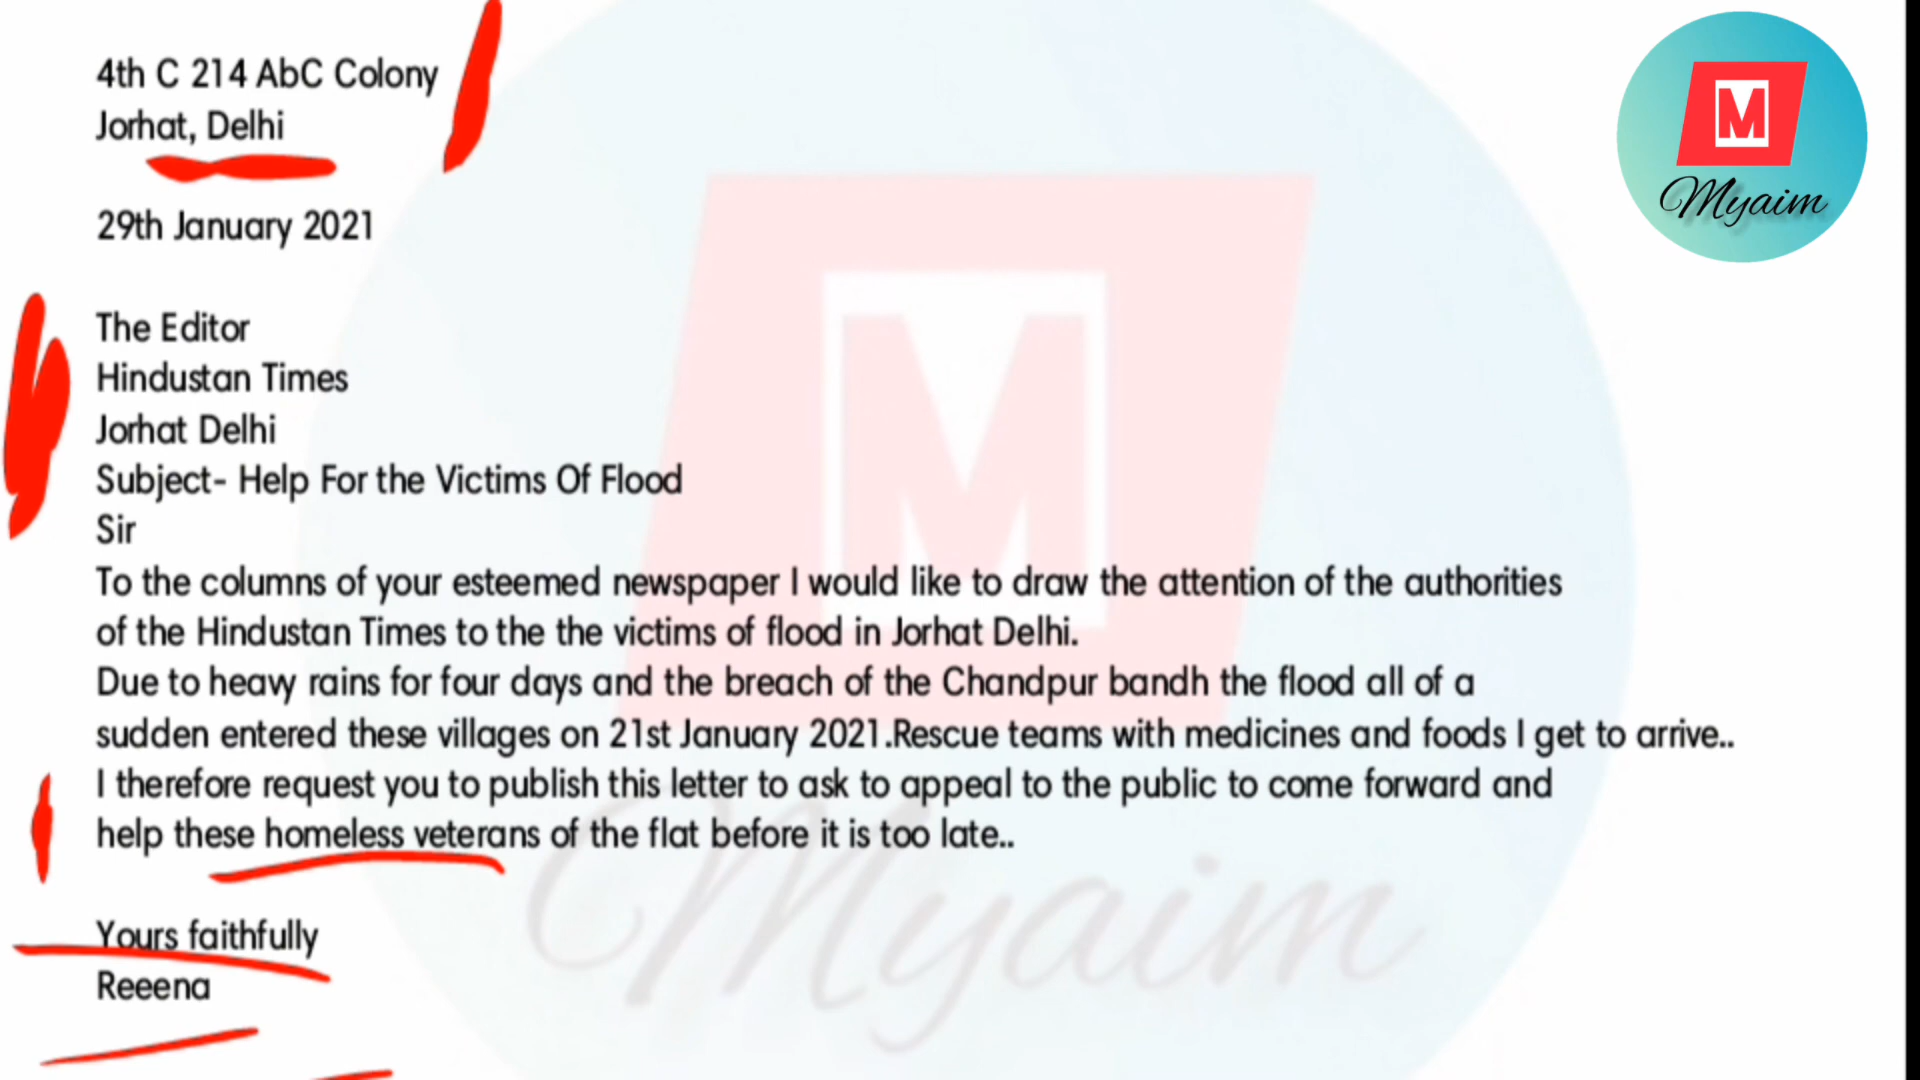 4th C 214 AbC Colony
Jorhat, Delhi
29th January 2021
The Editor
Hindustan Times
Jorhat Delhi
Subject- Help For the Victims Of Flood
Sir
To the columns of your esteemed newspaper I would like to draw the attention of the authorities
of the Hindustan Times to the the victims of flood in Jorhat Delhi.
Due to heavy rains for four days and the breach of the Chandpur bandh the flood all of a
sudden entered these villages on 21st January 2021.Rescue teams with medicines and foods I get to arrive..
I therefore request you to publish this letter to ask to appeal to the public to come forward and
help these homeless veterans of the flat before it is too late..
Yours faithfully
Reeena
M
Myaim
M
Myaim